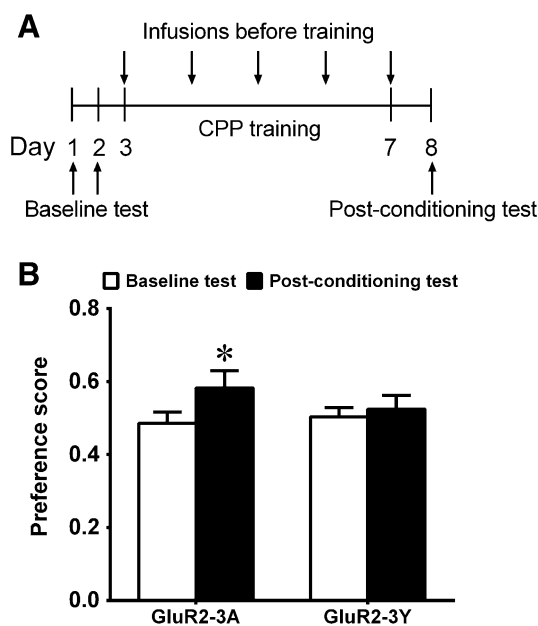 A
Infusions before training
CPP training
Day 1 2 3 7 8
Baseline test Post-conditioning test
B
Baseline test Post-conditioning test
0.8
*
0.6
0.4
0.2
0.0
Preference score
GluR2-3A GluR2-3Y